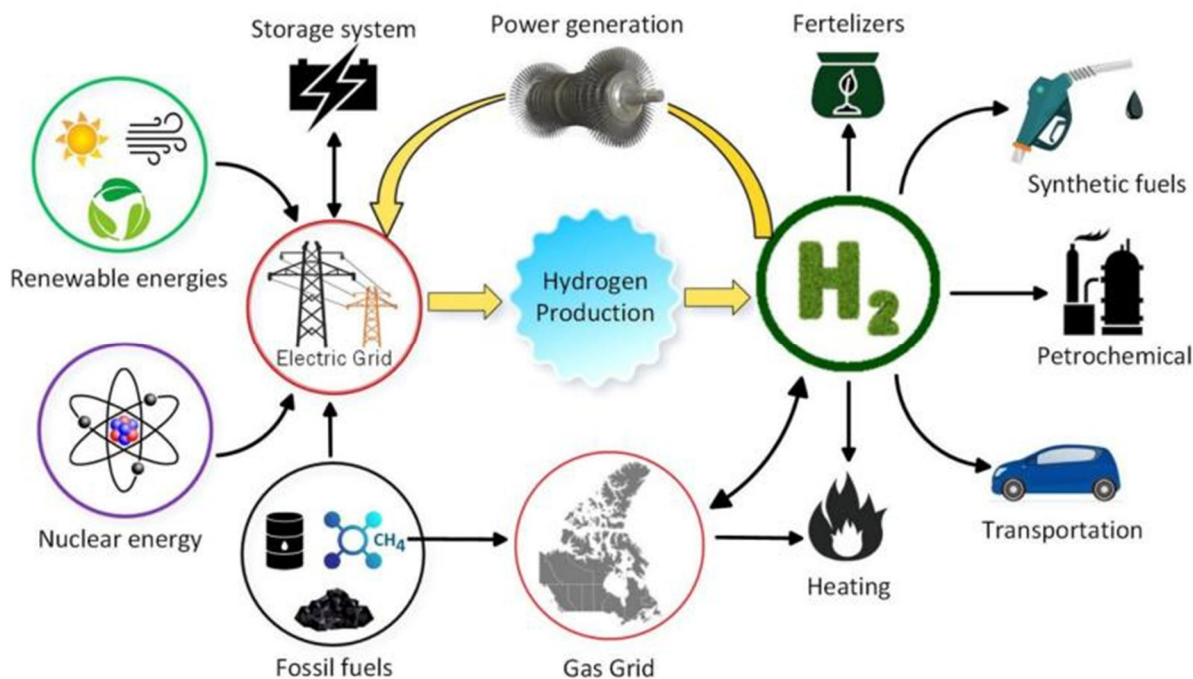 Storage system
Power generation
Fertelizers
Synthetic fuels
Renewable energies
Electric Grid
Hydrogen
Production
H2
Petrochemical
Nuclear energy
CH4
Transportation
Heating
Fossil fuels
Gas Grid